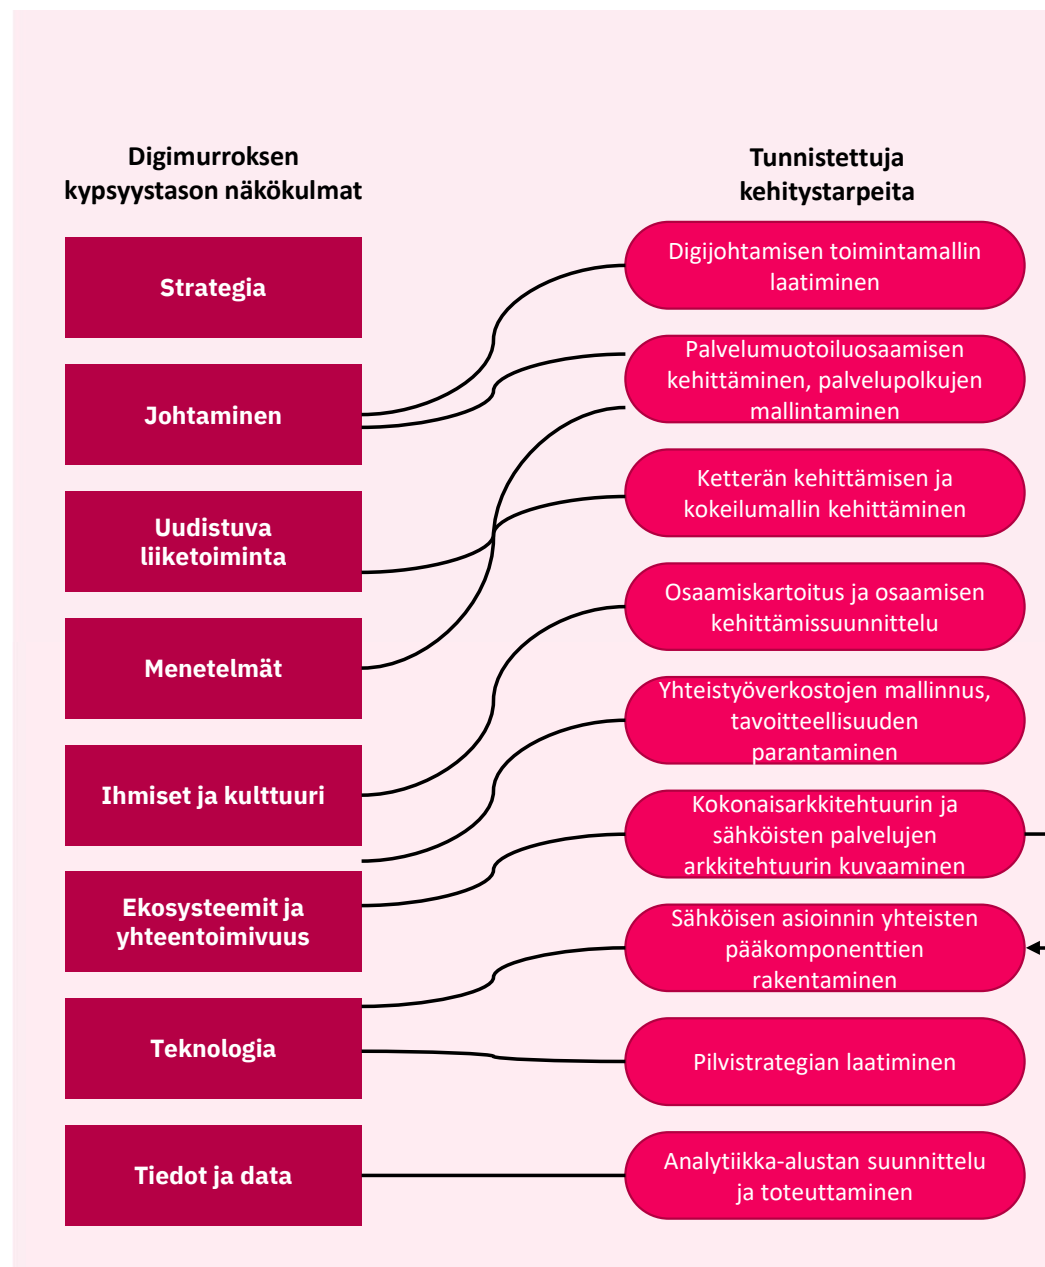 Digimurroksen
kypsyystason näkökulmat
Strategia
Johtaminen
Uudistuva
liiketoiminta
Menetelmät
Ihmiset ja kulttuuri
Ekosysteemit ja
yhteentoimivuus
Teknologia
Tiedot ja data
Tunnistettuja
kehitystarpeita
Digijohtamisen toimintamallin
laatiminen
Palvelumuotoiluosaamisen
kehittäminen, palvelupolkujen
mallintaminen
Ketterän kehittämisen ja
kokeilumallin kehittäminen
Osaamiskartoitus ja osaamisen
kehittämissuunnittelu
Yhteistyöverkostojen mallinnus,
tavoitteellisuuden
parantaminen
Kokonaisarkkitehtuurin ja
sähköisten palvelujen
arkkitehtuurin kuvaaminen
Sähköisen asioinnin yhteisten
pääkomponenttien
rakentaminen
Pilvistrategian laatiminen
Analytiikka-alustan suunnittelu
ja toteuttaminen